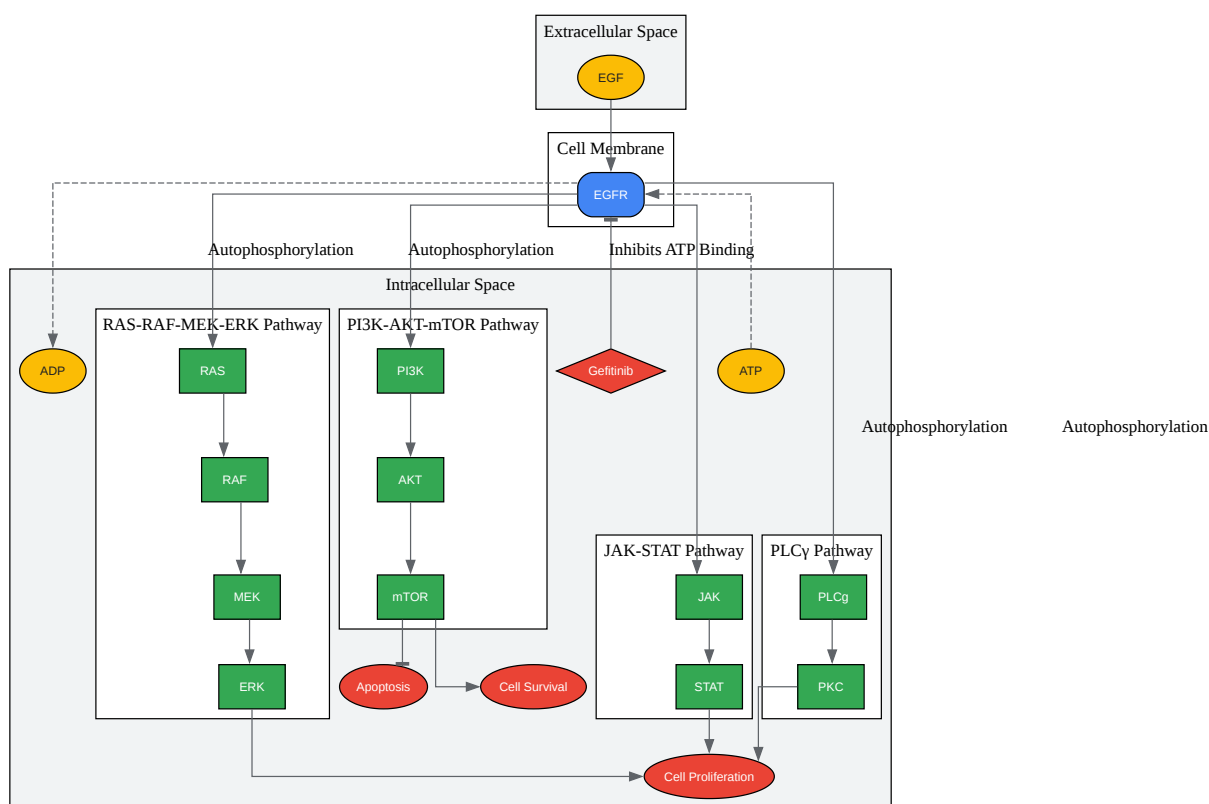 Extracellular Space
EGF
Cell Membrane
EGFR
Autophosphorylation
Autophosphorylation
Inhibits ATP Binding
Intracellular Space
RAS-RAF-MEK-ERK Pathway
PI3K-AKT-mTOR Pathway
ADP
RAS
PI3K
Gefitinib
ATP
Autophosphorylation
Autophosphorylation
RAF
AKT
JAK-STAT Pathway
PLCγ Pathway
MEK
mTOR
JAK
PLCg
ERK
Apoptosis
Cell Survival
STAT
PKC
Cell Proliferation